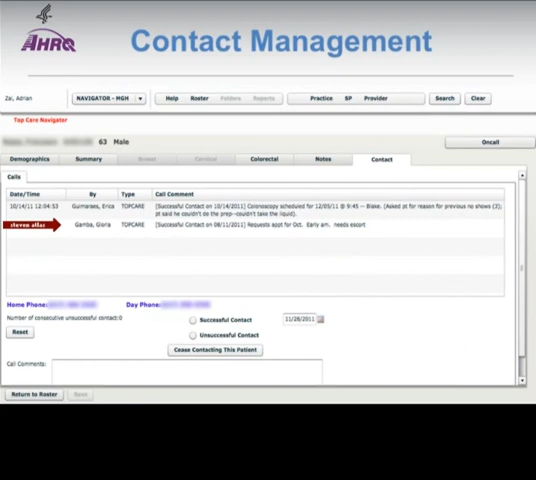 AHRQ
Contact Management
Zai, Adrian
NAVIGATOR - MGH
Help Roster Folders Reports
Practice SP Provider
Search Clear
Top Care Navigator
63 Male
Oncall
Demographics Summary Breast Cervical Colorectal Notes Contact
Calls
Date/Time By Type Call Comment
10/14/11 12:04:53 Guimaraes, Erica TOPCARE [Successful Contact on 10/14/2011] Colonoscopy scheduled for 12/05/11 @ 9:45 -- Blake. (Asked pt for reason for previous no shows (3);
pt said he couldn't do the prep--couldn't take the liquid).
steven atlas Gamba, Gloria TOPCARE [Successful Contact on 08/11/2011] Requests appt for Oct. Early am. needs escort
Home Phone: Day Phone:
Number of consecutive unsuccessful contact:0
Successful Contact 11/28/2011
Reset
Unsuccessful Contact
Cease Contacting This Patient
Call Comments:
Return to Roster Save